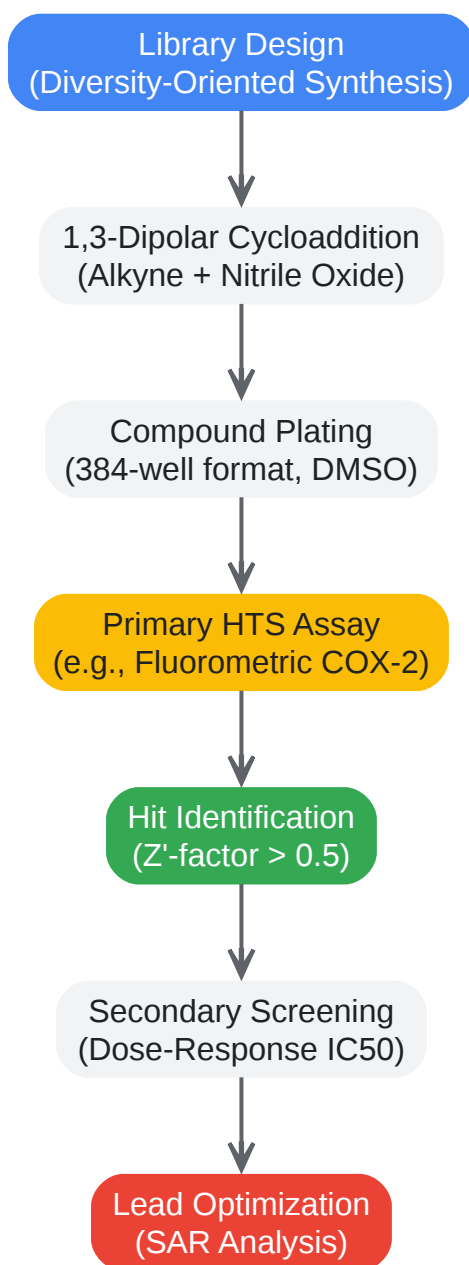 Library Design
(Diversity-Oriented Synthesis)
1,3-Dipolar Cycloaddition
(Alkyne + Nitrile Oxide)
Compound Plating
(384-well format, DMSO)
Primary HTS Assay
(e.g., Fluorometric COX-2)
Hit Identification
(Z'-factor > 0.5)
Secondary Screening
(Dose-Response IC50)
Lead Optimization
(SAR Analysis)